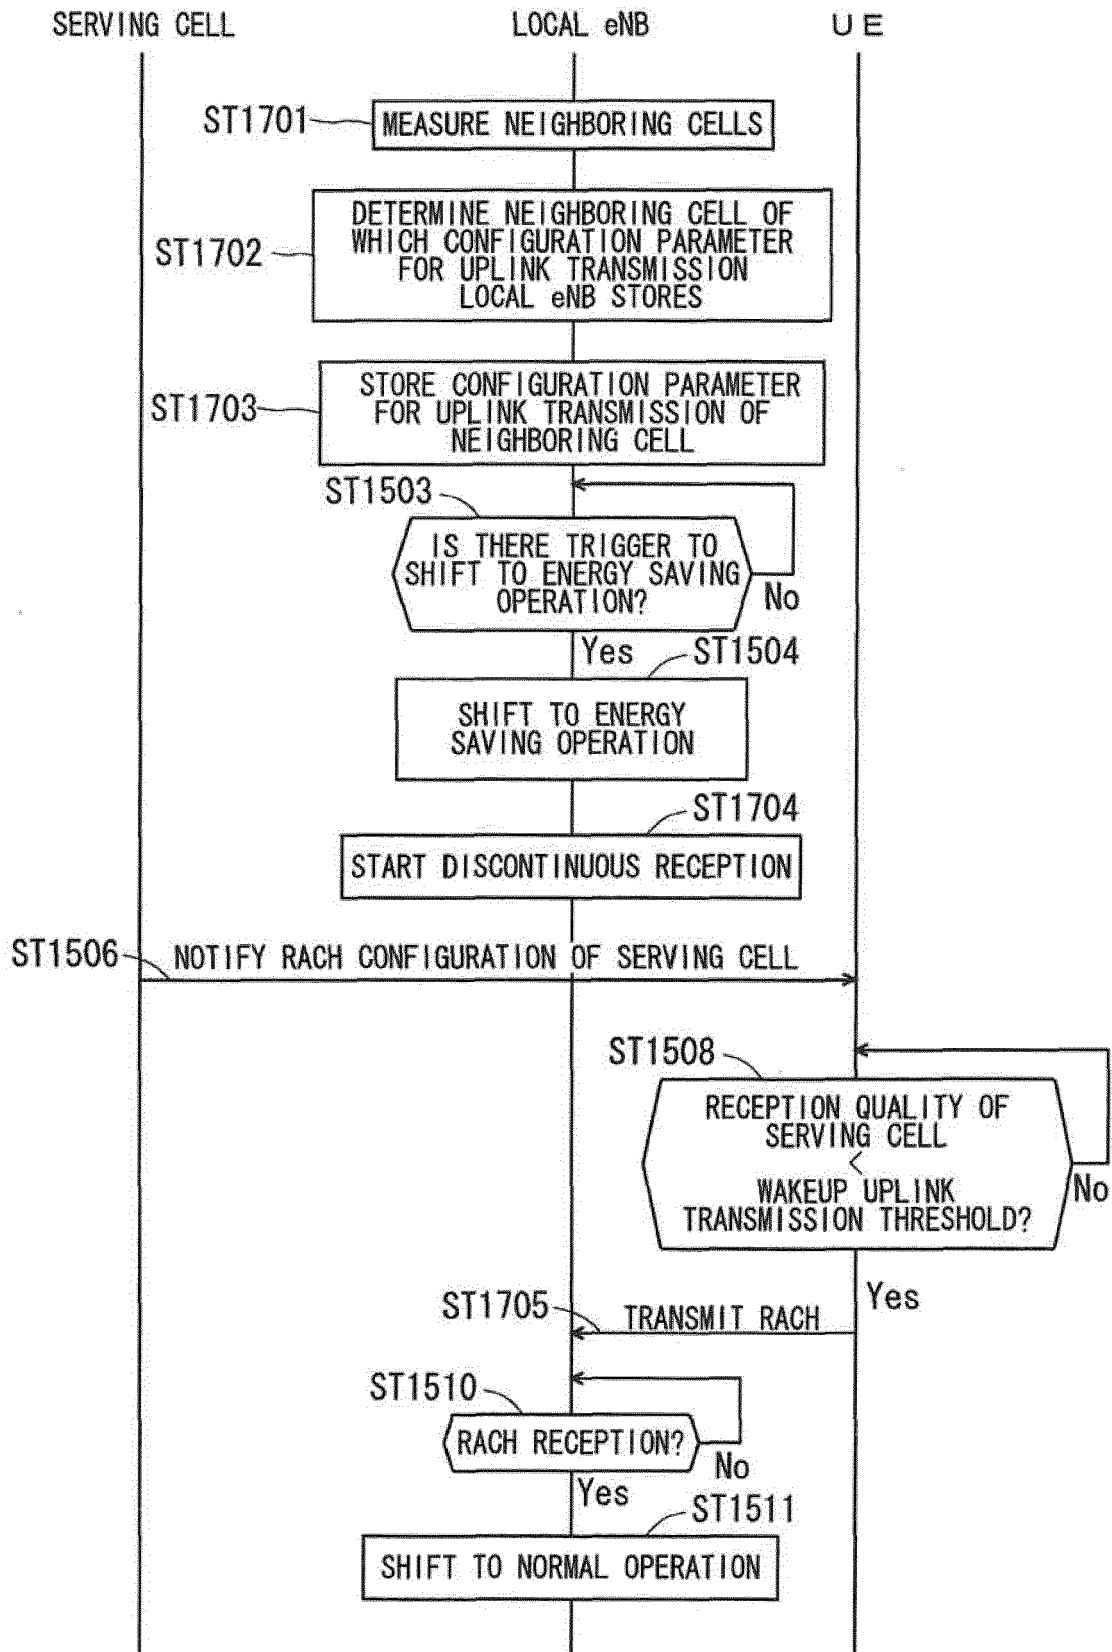 SERVING CELL
LOCAL eNB
UE
ST1701
MEASURE NEIGHBORING CELLS
ST1702
DETERMINE NEIGHBORING CELL OF
WHICH CONFIGURATION PARAMETER
FOR UPLINK TRANSMISSION
LOCAL eNB STORES
ST1703
STORE CONFIGURATION PARAMETER
FOR UPLINK TRANSMISSION OF
NEIGHBORING CELL
ST1503
IS THERE TRIGGER TO
SHIFT TO ENERGY SAVING
OPERATION?
No
Yes
ST1504
SHIFT TO ENERGY
SAVING OPERATION
ST1704
START DISCONTINUOUS RECEPTION
ST1506
NOTIFY RACH CONFIGURATION OF SERVING CELL
ST1508
RECEPTION QUALITY OF
SERVING CELL
<
WAKEUP UPLINK
TRANSMISSION THRESHOLD?
No
Yes
ST1705
TRANSMIT RACH
ST1510
RACH RECEPTION?
No
Yes
ST1511
SHIFT TO NORMAL OPERATION